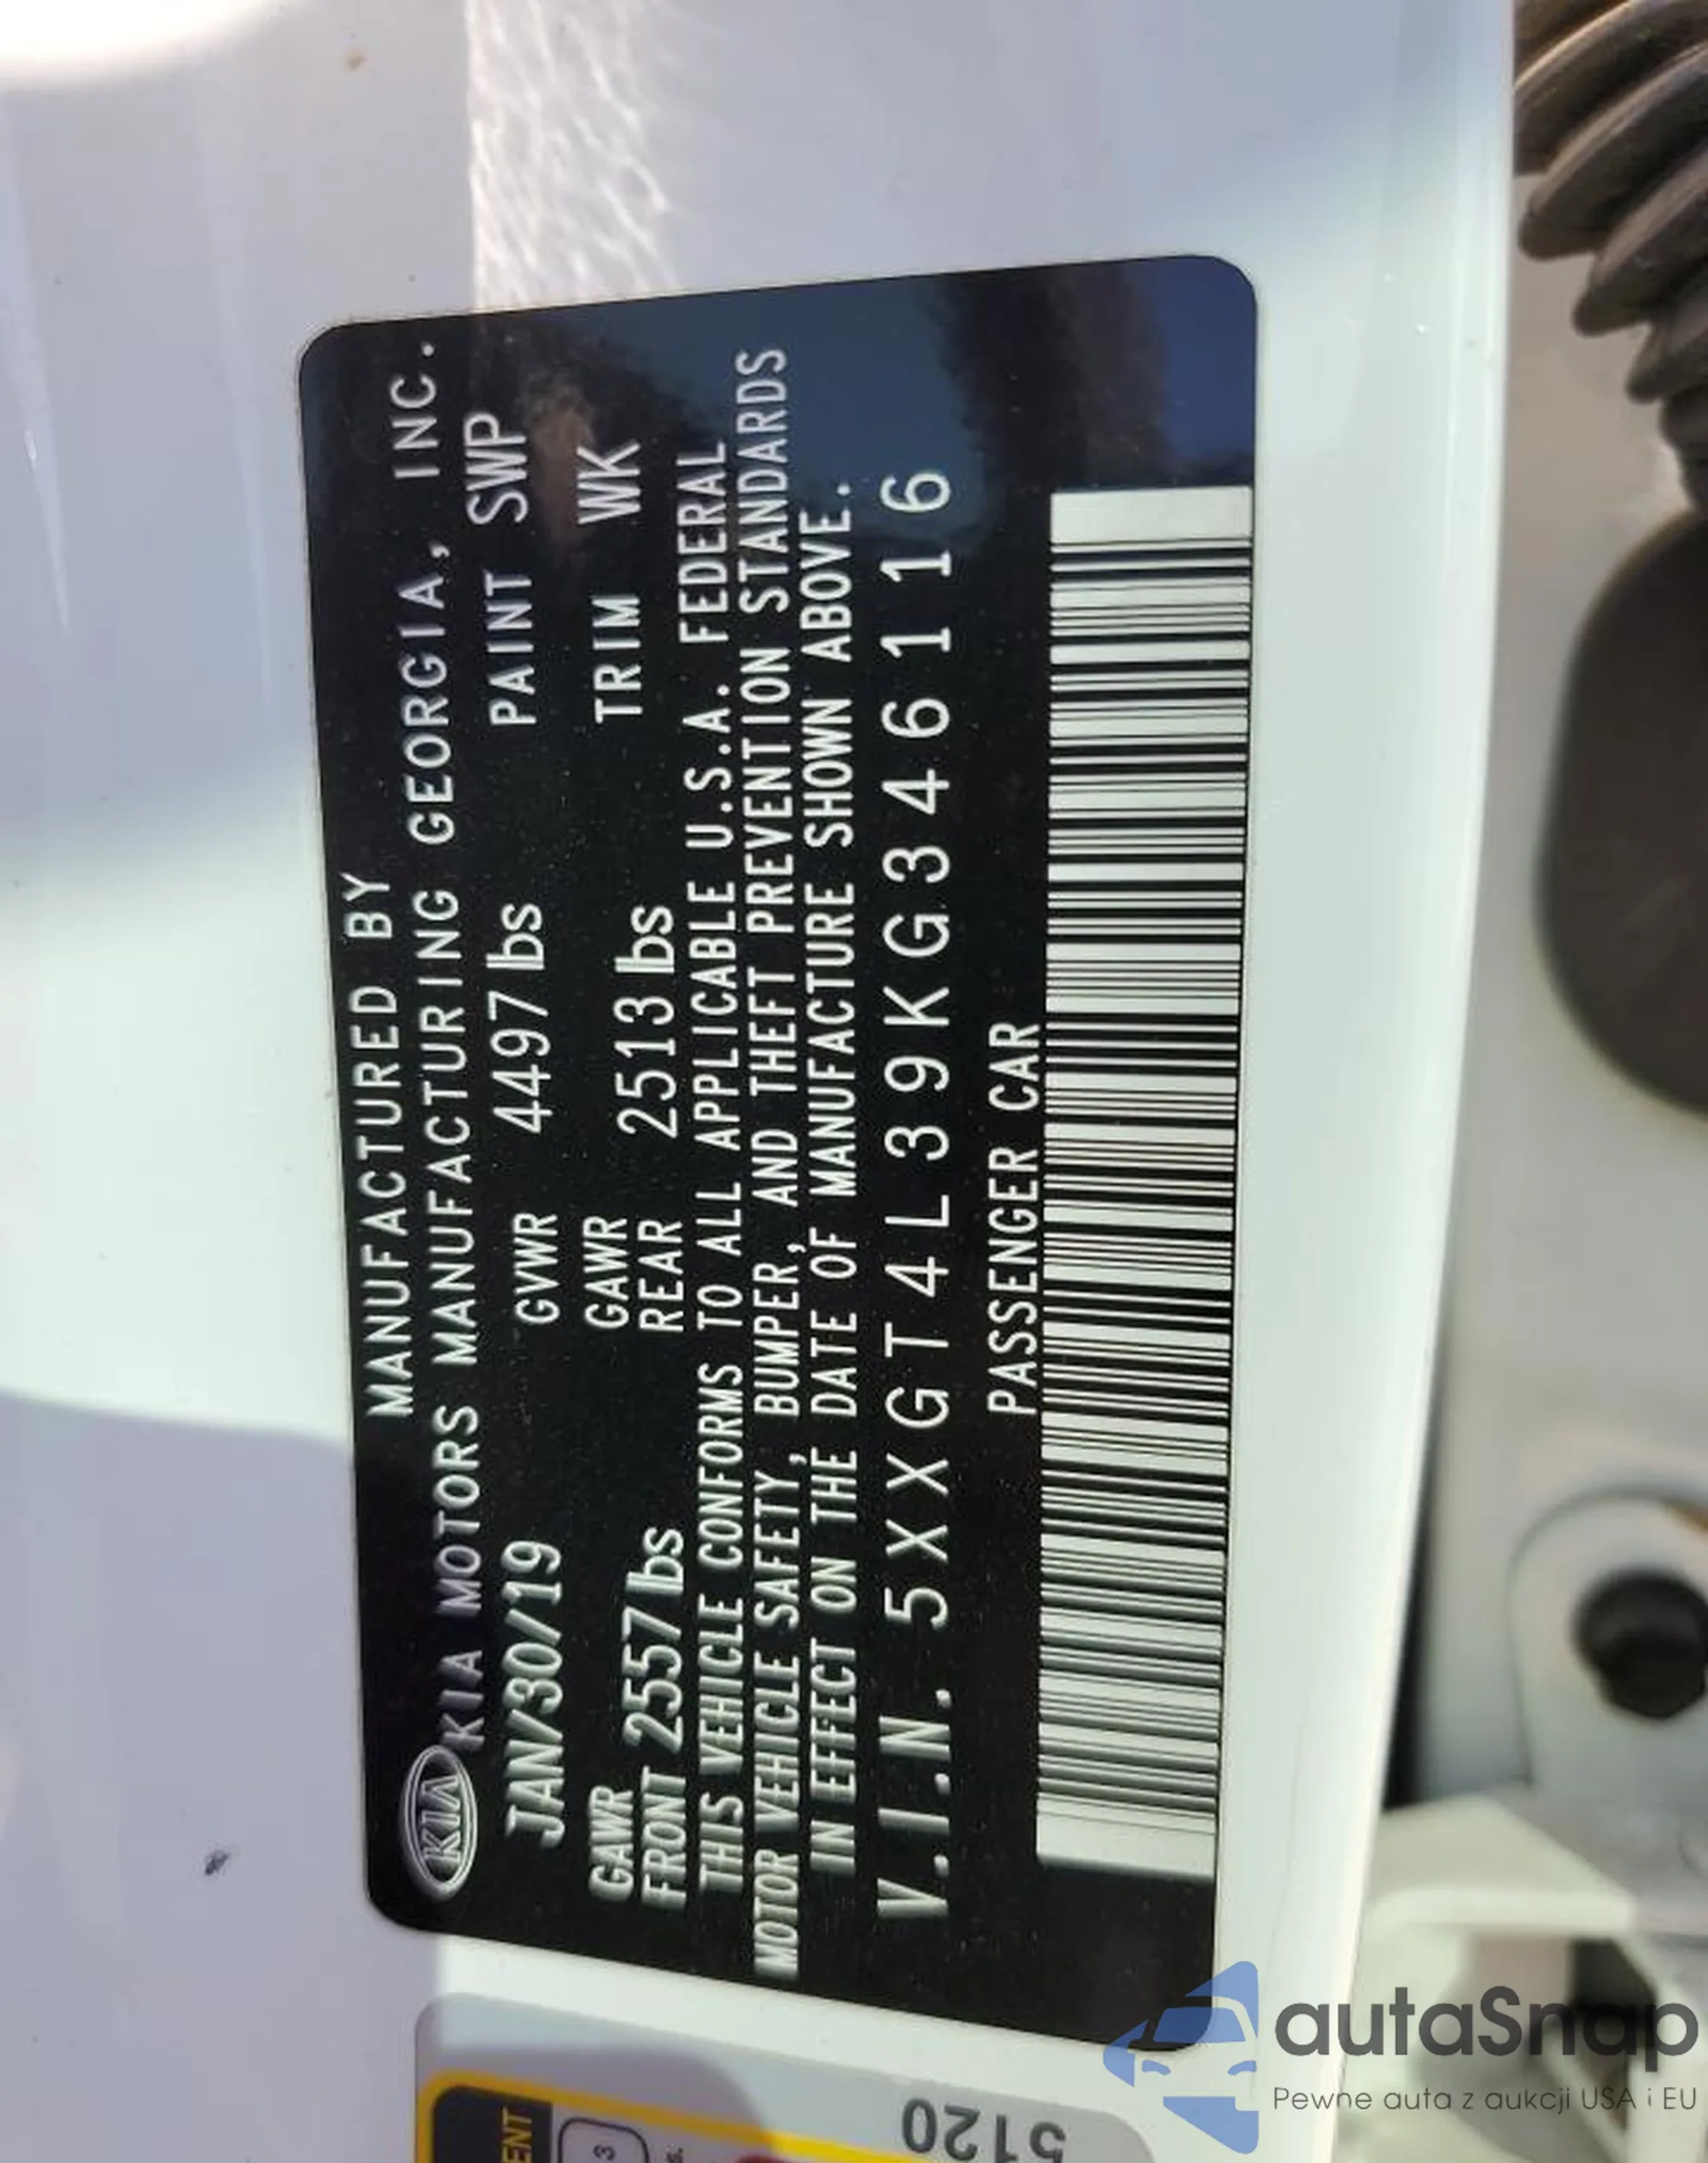 MANUFACTURED BY
KIA KIA MOTORS MANUFACTURING GEORGIA, INC.
JAN/30/19 GVWR 4497 lbs PAINT SWP
GAWR FRONT 2557 lbs GAWR REAR 2513 lbs TRIM WK
THIS VEHICLE CONFORMS TO ALL APPLICABLE U.S.A. FEDERAL
MOTOR VEHICLE SAFETY, BUMPER, AND THEFT PREVENTION STANDARDS
IN EFFECT ON THE DATE OF MANUFACTURE SHOWN ABOVE.
V.I.N. 5XXGT4L39KG346116
PASSENGER CAR
5120
3
autaSnap
Pewne auta z aukcji USA i EU